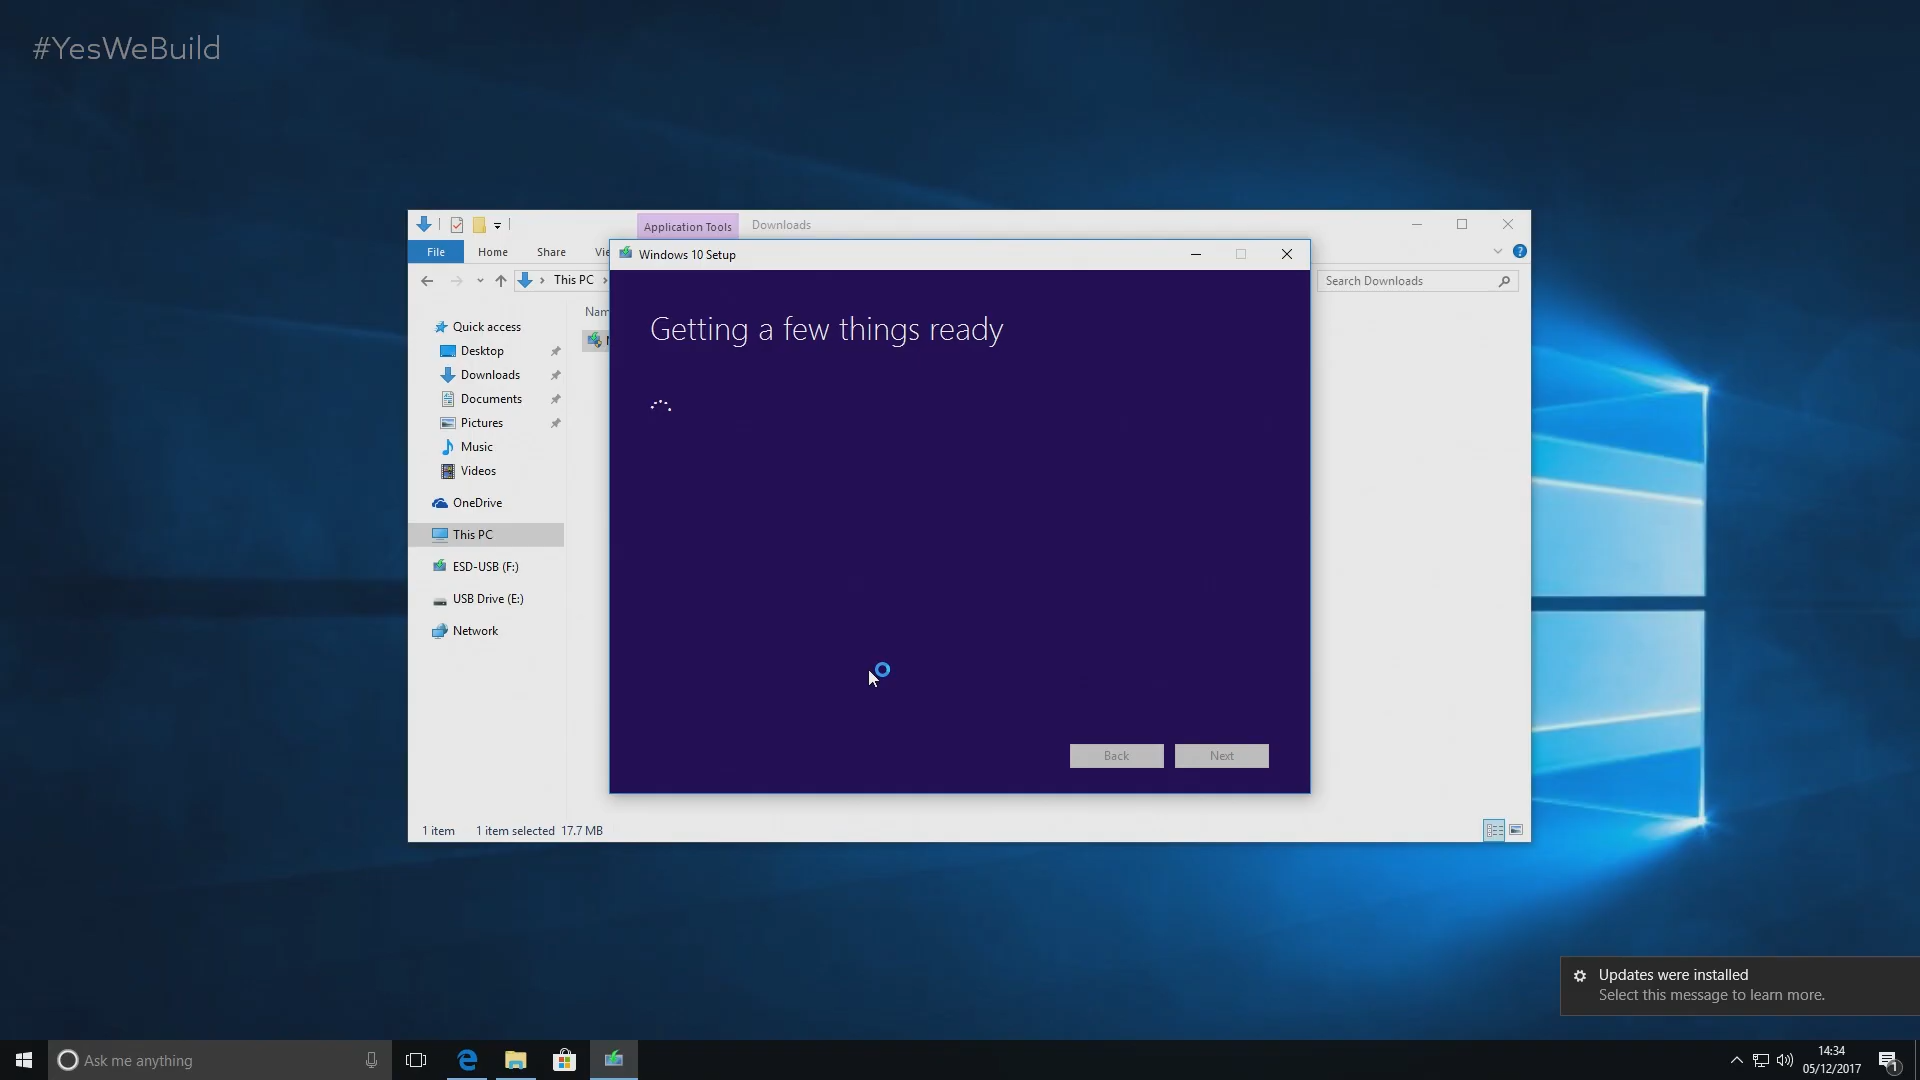 #YesWeBuild
Application Tools
Downloads
File
Home
Share
Windows 10 Setup
This PC
Search Downloads
Quick access
Desktop
Downloads
Documents
Pictures
Music
Videos
OneDrive
This PC
ESD-USB (F:)
USB Drive (E:)
Network
Getting a few things ready
Back
Next
1 item
1 item selected 17.7 MB
Updates were installed
Select this message to learn more.
Ask me anything
14:34
05/12/2017
1